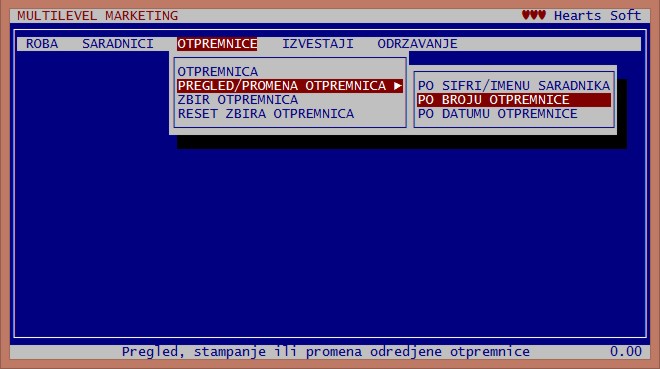 MULTILEVEL MARKETING ♥♥♥ Hearts Soft
ROBA SARADNICI OTPREMNICE IZVESTAJI ODRZAVANJE
OTPREMNICA
PREGLED/PROMENA OTPREMNICA ►
ZBIR OTPREMNICA
RESET ZBIRA OTPREMNICA
PO SIFRI/IMENU SARADNIKA
PO BROJU OTPREMNICE
PO DATUMU OTPREMNICE
Pregled, stampanje ili promena odredjene otpremnice 0.00